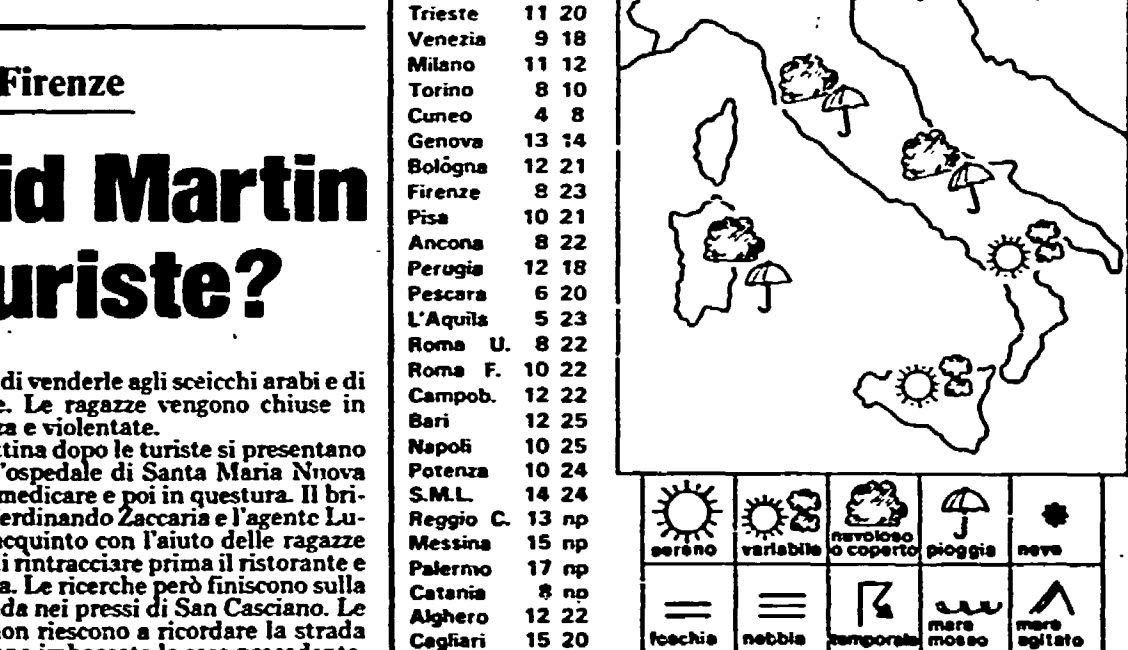 Firenze
id Martin
uriste?
di venderle agli sceicchi arabi e di
e. Le ragazze vengono chiuse in
za e violentate.
ttina dopo le turiste si presentano
l'ospedale di Santa Maria Nuova
medicare e poi in questura. Il bri-
erdinando Zaccaria e l'agente Lu-
acquinto con l'aiuto delle ragazze
di rintracciare prima il ristorante e
a. Le ricerche però finiscono sulla
da nei pressi di San Casciano. Le
non riescono a ricordare la strada
Trieste 11 20
Venezia 9 18
Milano 11 12
Torino 8 10
Cuneo 4 8
Genova 13 14
Bologna 12 21
Firenze 8 23
Pisa 10 21
Ancona 8 22
Perugia 12 18
Pescara 6 20
L'Aquila 5 23
Roma U. 8 22
Roma F. 10 22
Campob. 12 22
Bari 12 25
Napoli 10 25
Potenza 10 24
S.M.L. 14 24
Reggio C. 13 np
Messina 15 np
Palermo 17 np
Catania 8 np
Alghero 12 22
Cagliari 15 20
sereno
variabile
nuvoloso
o coperto
pioggia
neve
foschia
nebbia
temporale
mare
mosso
mare
agitato